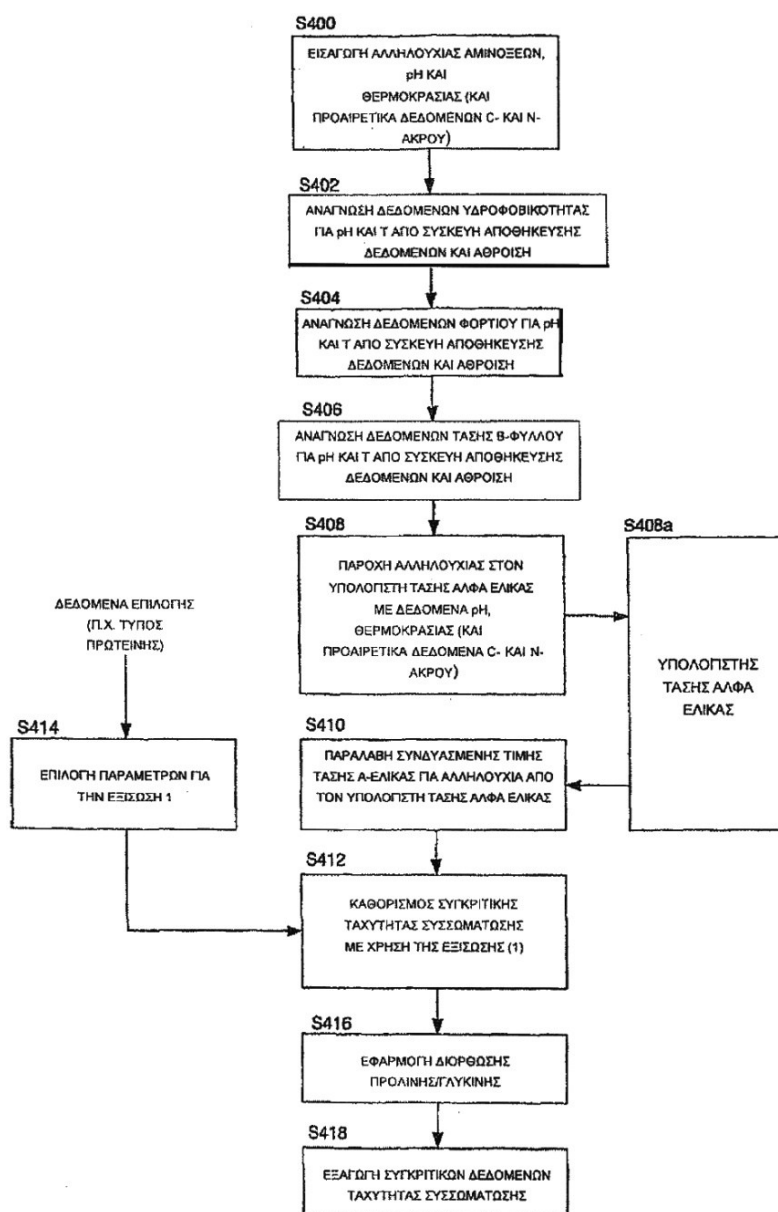 S400
ΕΙΣΑΓΩΓΗ ΑΛΛΗΛΟΥΧΙΑΣ ΑΜΙΝΟΞΕΩΝ,
pH ΚΑΙ
ΘΕΡΜΟΚΡΑΣΙΑΣ (ΚΑΙ
ΠΡΟΑΙΡΕΤΙΚΑ ΔΕΔΟΜΕΝΩΝ C- ΚΑΙ N-
ΑΚΡΟΥ)
S402
ΑΝΑΓΝΩΣΗ ΔΕΔΟΜΕΝΩΝ ΥΔΡΟΦΟΒΙΚΟΤΗΤΑΣ
ΓΙΑ pH ΚΑΙ Τ ΑΠΟ ΣΥΣΚΕΥΗ ΑΠΟΘΗΚΕΥΣΗΣ
ΔΕΔΟΜΕΝΩΝ ΚΑΙ ΑΘΡΟΙΣΗ
S404
ΑΝΑΓΝΩΣΗ ΔΕΔΟΜΕΝΩΝ ΦΟΡΤΙΟΥ ΓΙΑ pH
ΚΑΙ Τ ΑΠΟ ΣΥΣΚΕΥΗ ΑΠΟΘΗΚΕΥΣΗΣ
ΔΕΔΟΜΕΝΩΝ ΚΑΙ ΑΘΡΟΙΣΗ
S406
ΑΝΑΓΝΩΣΗ ΔΕΔΟΜΕΝΩΝ ΤΑΣΗΣ Β-ΦΥΛΛΟΥ
ΓΙΑ pH ΚΑΙ Τ ΑΠΟ ΣΥΣΚΕΥΗ ΑΠΟΘΗΚΕΥΣΗΣ
ΔΕΔΟΜΕΝΩΝ ΚΑΙ ΑΘΡΟΙΣΗ
S408
ΠΑΡΟΧΗ ΑΛΛΗΛΟΥΧΙΑΣ ΣΤΟΝ
ΥΠΟΛΟΓΙΣΤΗ ΤΑΣΗΣ ΑΛΦΑ ΕΛΙΚΑΣ
ΜΕ ΔΕΔΟΜΕΝΑ pH,
ΘΕΡΜΟΚΡΑΣΙΑΣ (ΚΑΙ
ΠΡΟΑΙΡΕΤΙΚΑ ΔΕΔΟΜΕΝΑ C- ΚΑΙ N-
ΑΚΡΟΥ)
S408a
ΥΠΟΛΟΓΙΣΤΗΣ
ΤΑΣΗΣ ΑΛΦΑ
ΕΛΙΚΑΣ
ΔΕΔΟΜΕΝΑ ΕΠΙΛΟΓΗΣ
(Π.Χ. ΤΥΠΟΣ
ΠΡΩΤΕΙΝΗΣ)
S414
ΕΠΙΛΟΓΗ ΠΑΡΑΜΕΤΡΩΝ ΓΙΑ
ΤΗΝ ΕΞΙΣΩΣΗ 1
S410
ΠΑΡΑΛΑΒΗ ΣΥΝΔΥΑΣΜΕΝΗΣ ΤΙΜΗΣ
ΤΑΣΗΣ Α-ΕΛΙΚΑΣ ΓΙΑ ΑΛΛΗΛΟΥΧΙΑ ΑΠΟ
ΤΟΝ ΥΠΟΛΟΓΙΣΤΗ ΤΑΣΗΣ ΑΛΦΑ ΕΛΙΚΑΣ
S412
ΚΑΘΟΡΙΣΜΟΣ ΣΥΓΚΡΙΤΙΚΗΣ
ΤΑΧΥΤΗΤΑΣ ΣΥΣΣΩΜΑΤΩΣΗΣ
ΜΕ ΧΡΗΣΗ ΤΗΣ ΕΞΙΣΩΣΗΣ (1)
S416
ΕΦΑΡΜΟΓΗ ΔΙΟΡΘΩΣΗΣ
ΠΡΟΛΙΝΗΣ/ΓΛΥΚΙΝΗΣ
S418
ΕΞΑΓΩΓΗ ΣΥΓΚΡΙΤΙΚΩΝ ΔΕΔΟΜΕΝΩΝ
ΤΑΧΥΤΗΤΑΣ ΣΥΣΣΩΜΑΤΩΣΗΣ